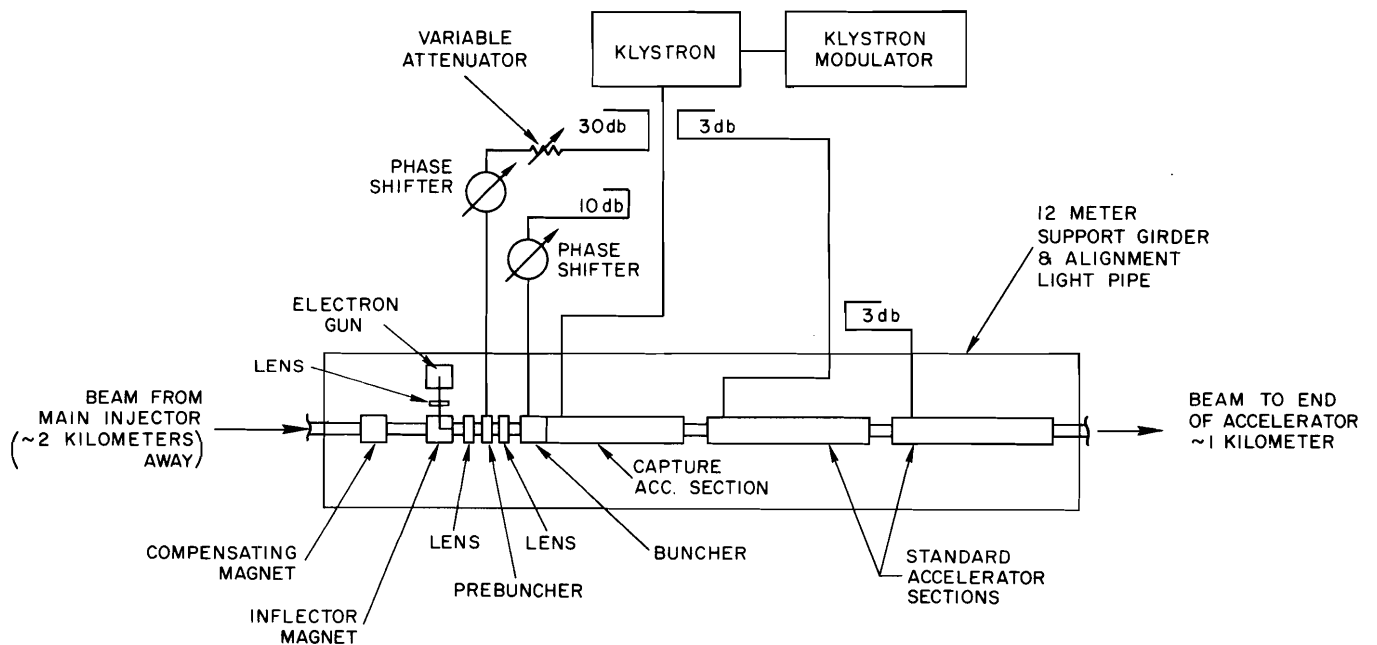 VARIABLE
ATTENUATOR
KLYSTRON
KLYSTRON
MODULATOR
30db
3db
PHASE
SHIFTER
10db
PHASE
SHIFTER
12 METER
SUPPORT GIRDER
& ALIGNMENT
LIGHT PIPE
ELECTRON
GUN
3db
LENS
BEAM FROM
MAIN INJECTOR
(~2 KILOMETERS
AWAY)
BEAM TO END
OF ACCELERATOR
~1 KILOMETER
CAPTURE
ACC. SECTION
COMPENSATING
MAGNET
LENS
LENS
BUNCHER
STANDARD
ACCELERATOR
SECTIONS
PREBUNCHER
INFLECTOR
MAGNET